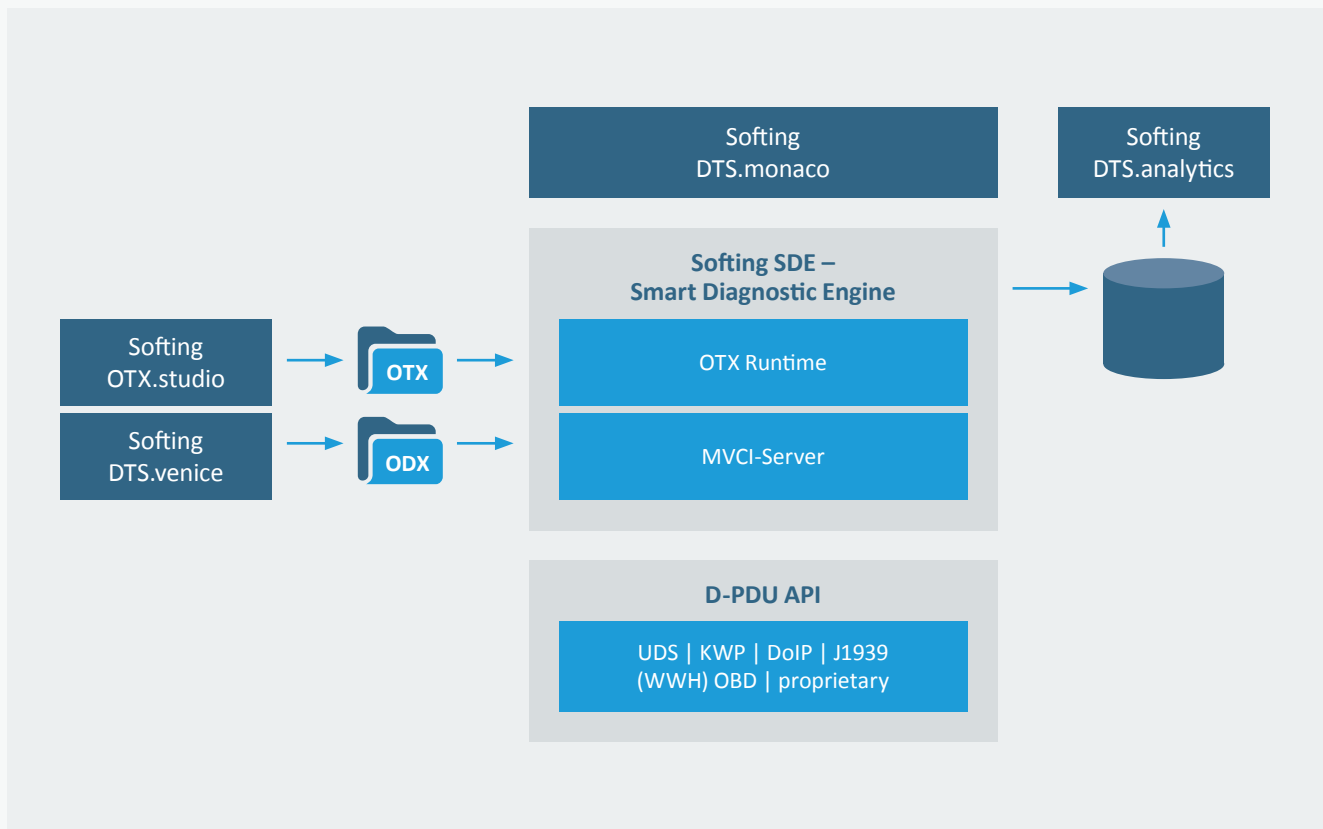 Softing
DTS.monaco
Softing
DTS.analytics
Softing SDE –
Smart Diagnostic Engine
Softing
OTX.studio
OTX
OTX Runtime
Softing
DTS.venice
ODX
MVCI-Server
D-PDU API
UDS | KWP | DoIP | J1939
(WWH) OBD | proprietary